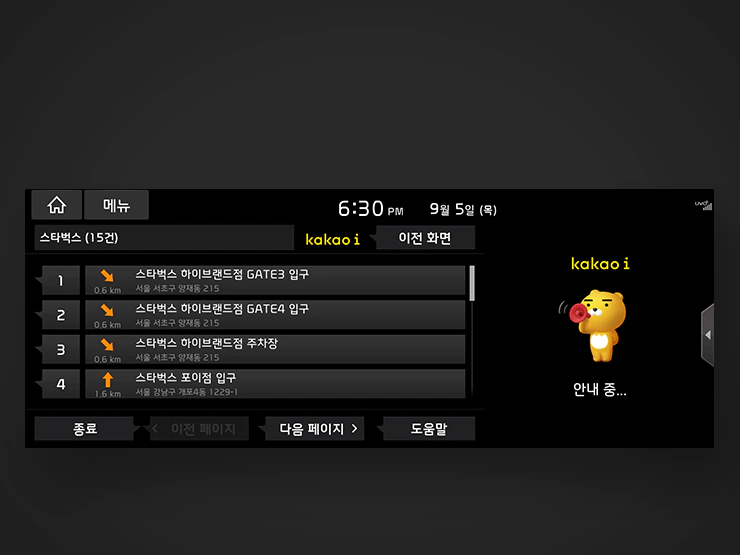 메뉴
6:30 PM 9월 5일 (목)
UVO
스타벅스 (15건)
kakao i
이전 화면
1
0.6 km
스타벅스 하이브랜드점 GATE3 입구
서울 서초구 양재동 215
2
0.6 km
스타벅스 하이브랜드점 GATE4 입구
서울 서초구 양재동 215
3
0.6 km
스타벅스 하이브랜드점 주차장
서울 서초구 양재동 215
4
1.6 km
스타벅스 포이점 입구
서울 강남구 개포4동 1229-1
종료
이전 페이지
다음 페이지
도움말
kakao i
안내 중...